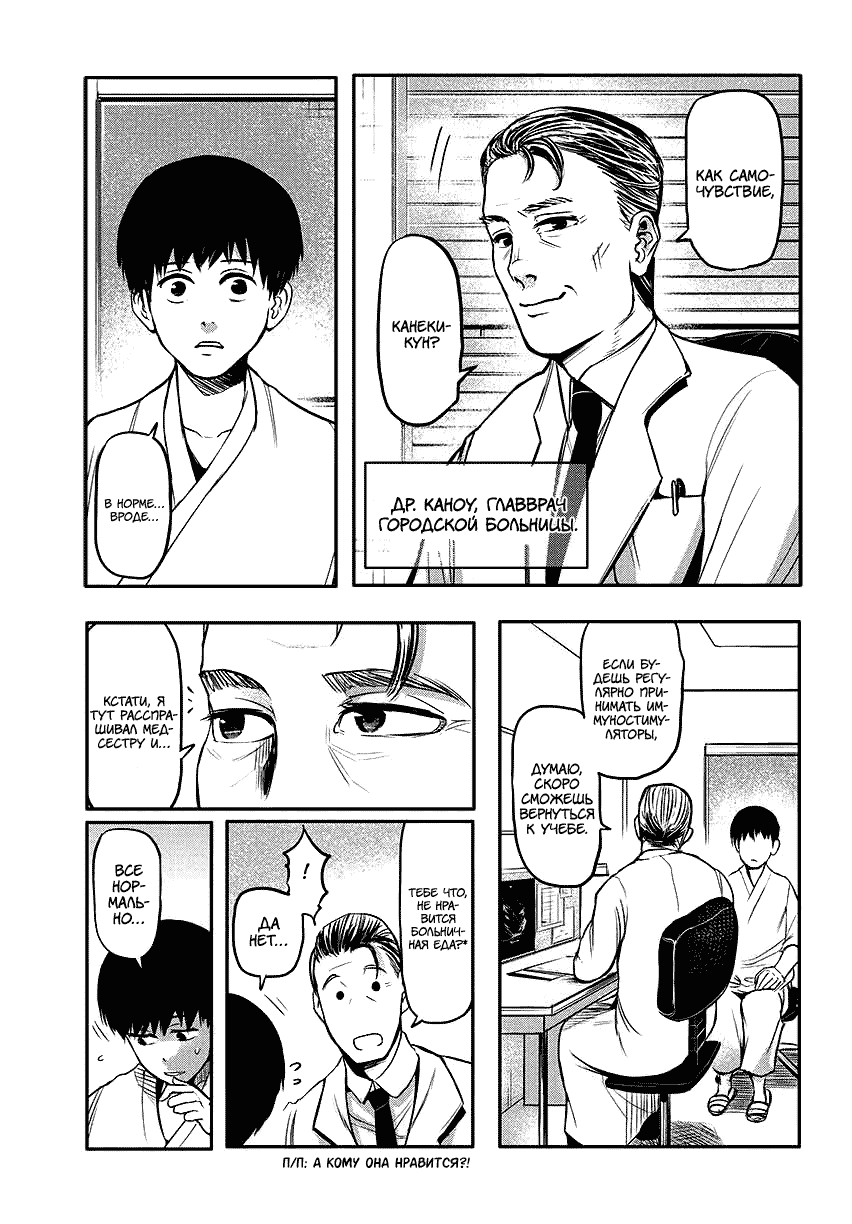 КАК САМО-
ЧУВСТВИЕ,
КАНЕКИ-
КУН?
ДР. КАНОУ, ГЛАВВРАЧ
ГОРОДСКОЙ БОЛЬНИЦЫ.
В НОРМЕ...
ВРОДЕ...
ЕСЛИ БУ-
ДЕШЬ РЕГУ-
ЛЯРНО ПРИ-
НИМАТЬ ИМ-
МУНОСТИМУ-
ЛЯТОРЫ,
ДУМАЮ,
СКОРО
СМОЖЕШЬ
ВЕРНУТЬСЯ
К УЧЕБЕ.
КСТАТИ, Я
ТУТ РАССПРА-
ШИВАЛ МЕД-
СЕСТРУ И...
ТЕБЕ ЧТО,
НЕ НРА-
ВИТСЯ
БОЛЬНИЧ-
НАЯ ЕДА?*
!
ДА
НЕТ...
ВСЕ
НОР-
МАЛЬ-
НО...
П/П: А КОМУ ОНА НРАВИТСЯ?!